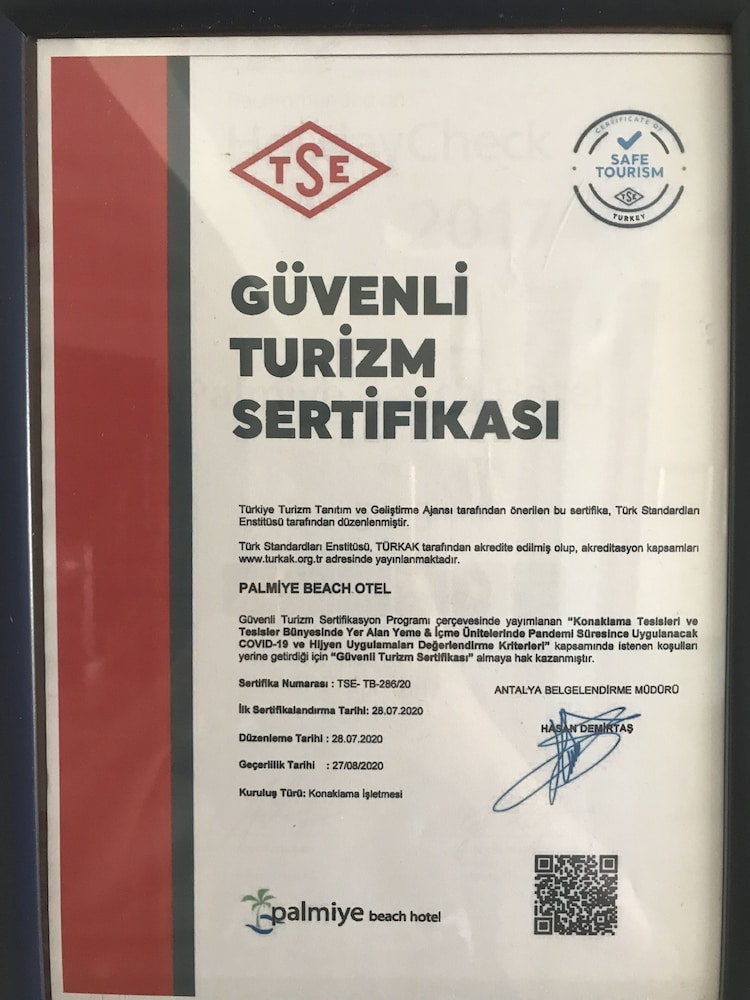 TSE
CERTIFICATE OF
SAFE
TOURISM
TSE
TURKEY
GÜVENLİ
TURİZM
SERTİFİKASI
Türkiye Turizm Tanıtım ve Geliştirme Ajansı tarafından önerilen bu sertifika, Türk Standardları
Enstitüsü tarafından düzenlenmiştir.
Türk Standardları Enstitüsü, TÜRKAK tarafından akredite edilmiş olup, akreditasyon kapsamları
www.turkak.org.tr adresinde yayınlanmaktadır.
PALMİYE BEACH OTEL
Güvenli Turizm Sertifikasyon Programı çerçevesinde yayımlanan "Konaklama Tesisleri ve
Tesisler Bünyesinde Yer Alan Yeme & İçme Ünitelerinde Pandemi Süresince Uygulanacak
COVID-19 ve Hijyen Uygulamaları Değerlendirme Kriterleri" kapsamında istenen koşulları
yerine getirdiği için "Güvenli Turizm Sertifikası" almaya hak kazanmıştır.
Sertifika Numarası : TSE- TB-286/20
ANTALYA BELGELENDİRME MÜDÜRÜ
İlk Sertifikalandırma Tarihi: 28.07.2020
HASAN DEMİRTAŞ
Düzenleme Tarihi : 28.07.2020
Geçerlilik Tarihi : 27/08/2020
Kuruluş Türü: Konaklama İşletmesi
palmiye beach hotel